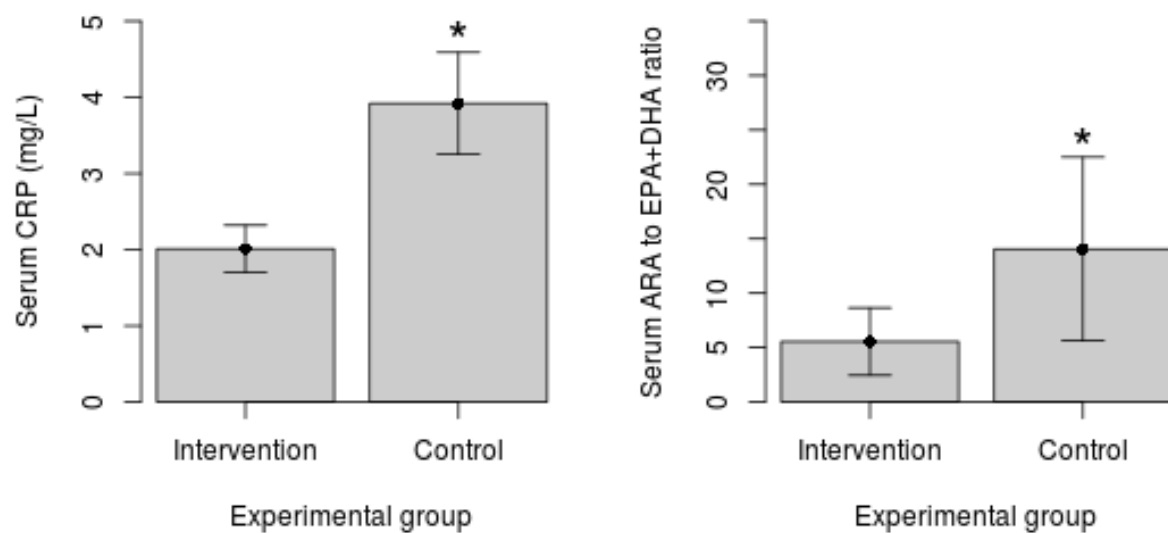 Serum CRP (mg/L)
5
4
3
2
1
0
*
Intervention Control
Experimental group
Serum ARA to EPA+DHA ratio
30
20
10
5
0
*
Intervention Control
Experimental group